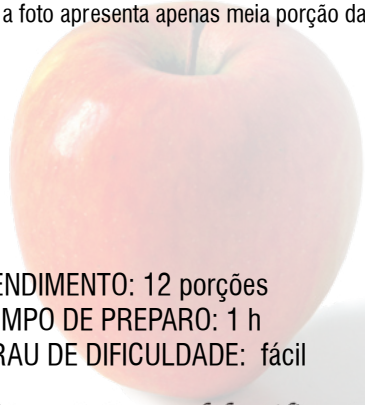 a foto apresenta apenas meia porção da
ENDIMENTO: 12 porções
MPO DE PREPARO: 1 h
RAU DE DIFICULDADE: fácil